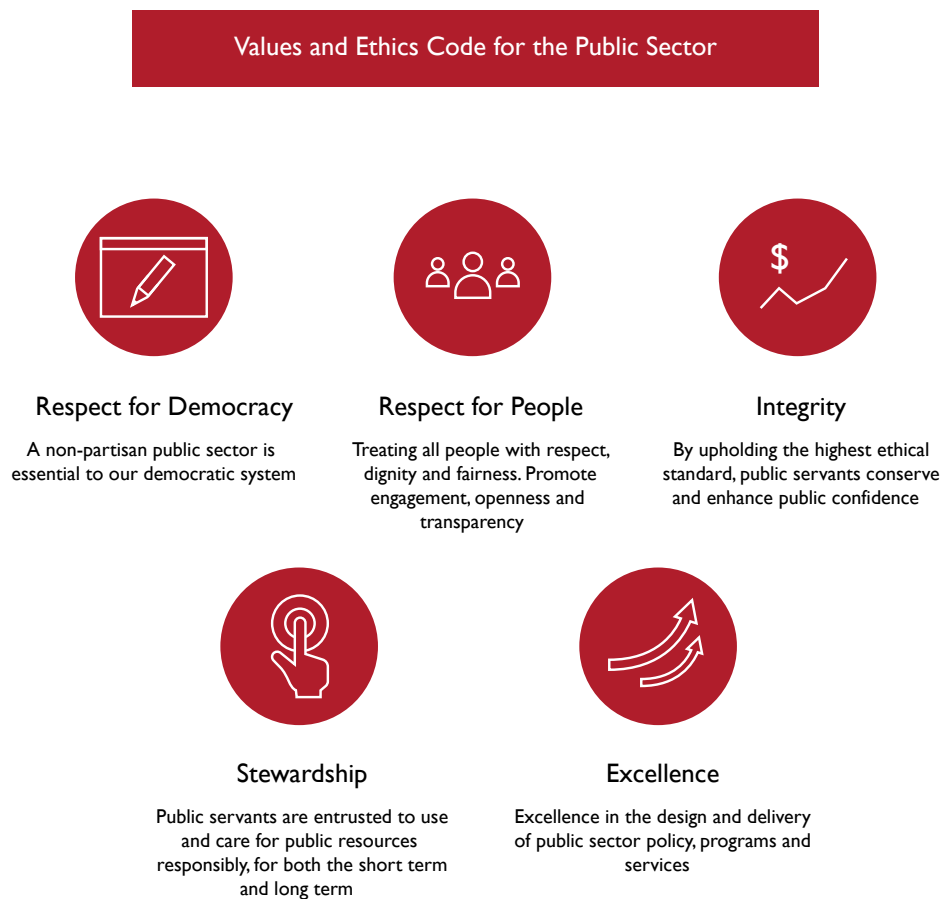 Values and Ethics Code for the Public Sector
$
Respect for Democracy
A non-partisan public sector is
essential to our democratic system
Respect for People
Treating all people with respect,
dignity and fairness. Promote
engagement, openness and
transparency
Integrity
By upholding the highest ethical
standard, public servants conserve
and enhance public confidence
Stewardship
Public servants are entrusted to use
and care for public resources
responsibly, for both the short term
and long term
Excellence
Excellence in the design and delivery
of public sector policy, programs and
services